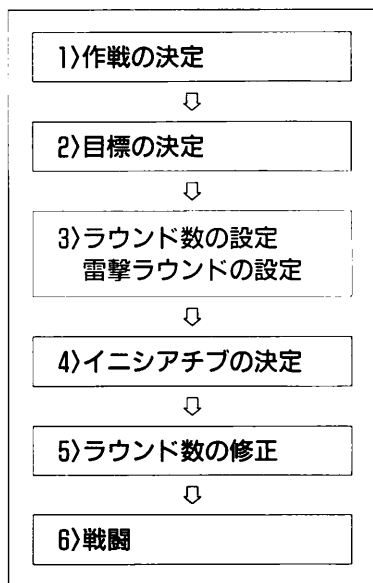 1)作戦の決定
⇩
2)目標の決定
⇩
3)ラウンド数の設定
雷撃ラウンドの設定
⇩
4)イニシアチブの決定
⇩
5)ラウンド数の修正
⇩
6)戦闘